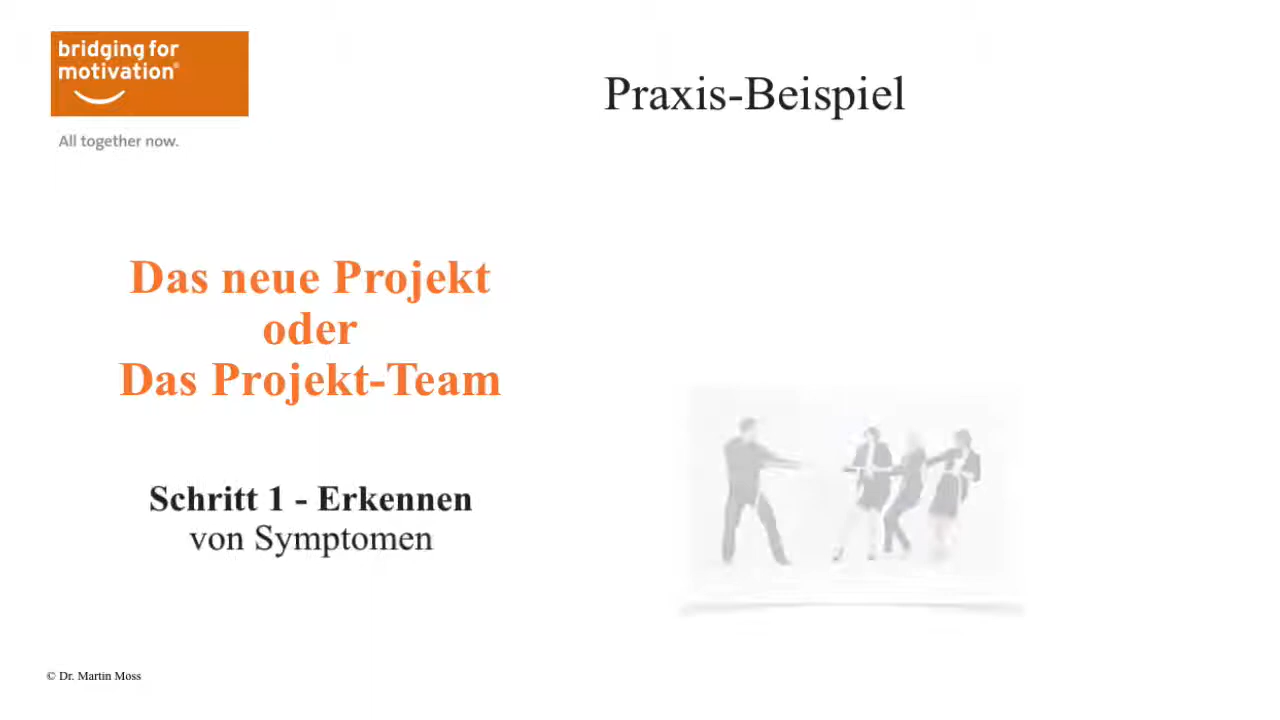 bridging for
motivation®
All together now.
Praxis-Beispiel
Das neue Projekt
oder
Das Projekt-Team
Schritt 1 - Erkennen
von Symptomen
© Dr. Martin Moss